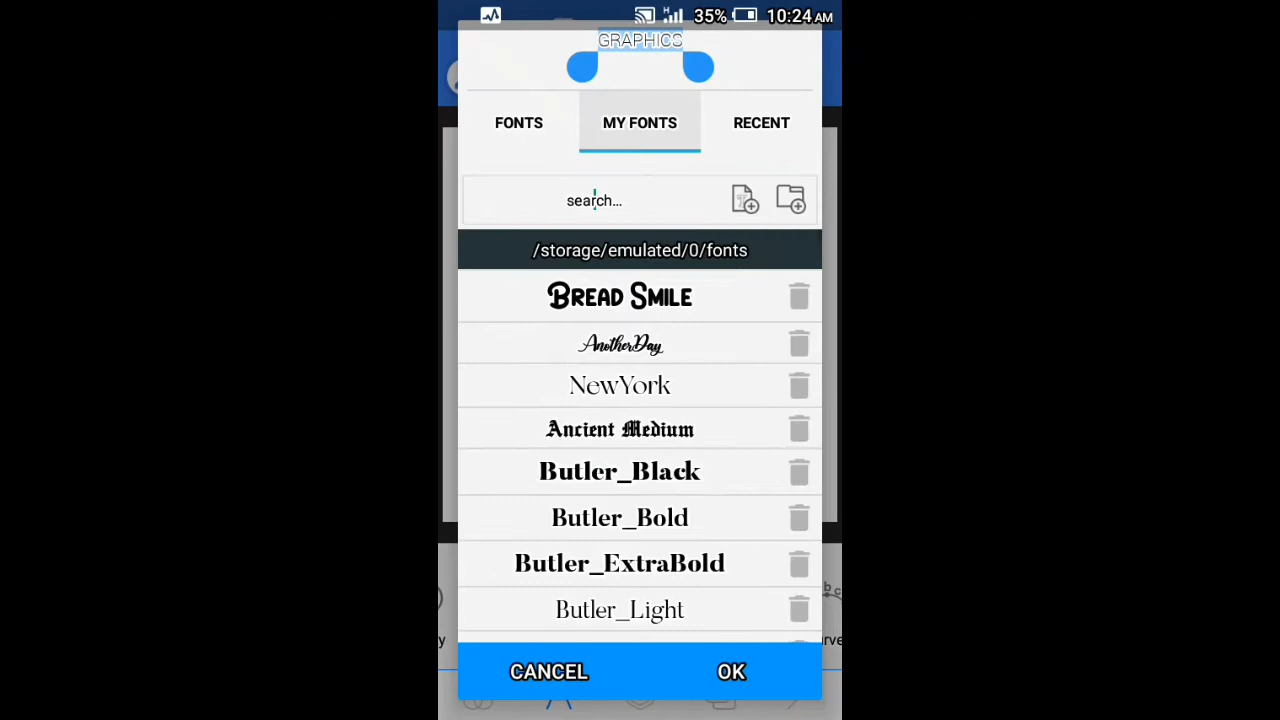 H 35% 10:24 AM
GRAPHICS
FONTS MY FONTS RECENT
search...
/storage/emulated/0/fonts
BREAD SMILE
AnotherDay
NewYork
Ancient Medium
Butler_Black
Butler_Bold
Butler_ExtraBold
Butler_Light
CANCEL OK